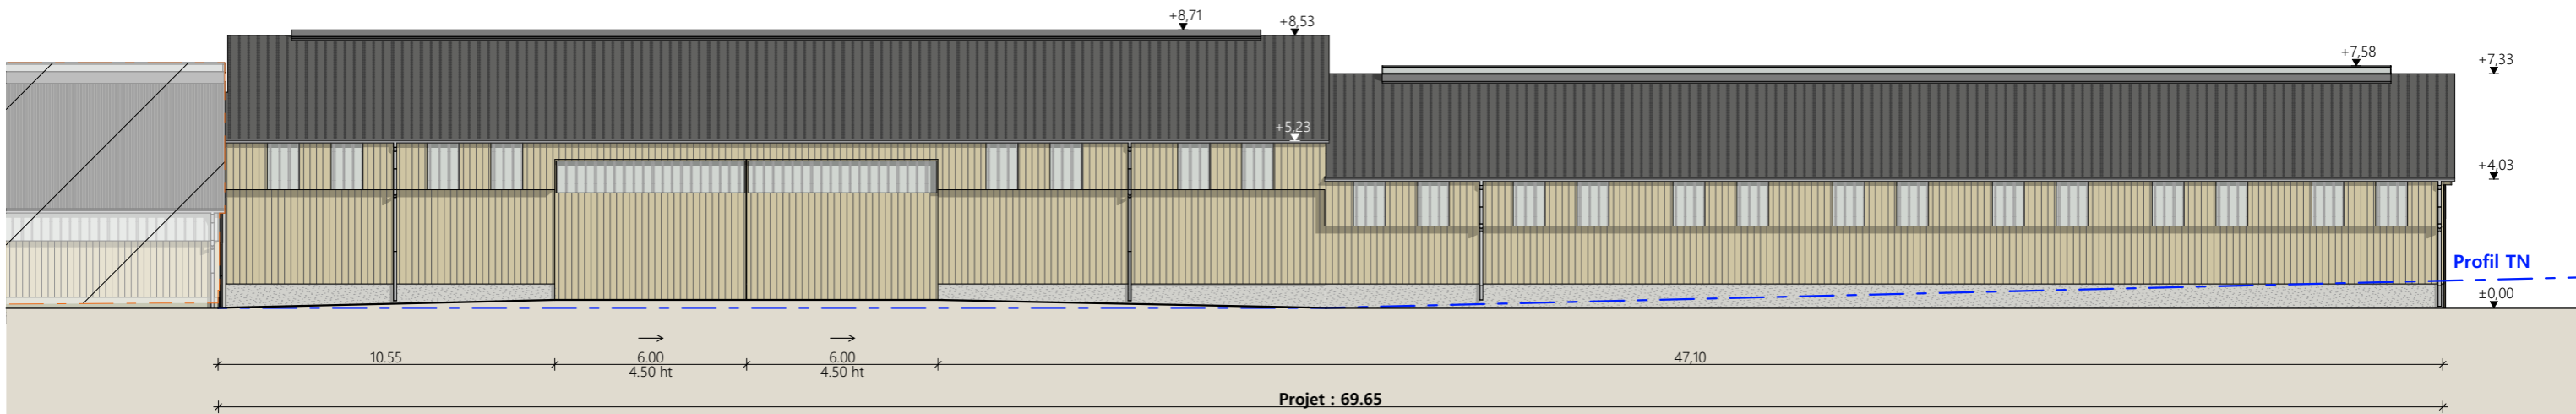 +8,71
+8,53
+7,58
+7,33
+5,23
+4,03
Profil TN
±0,00
10.55
6.00
4.50 ht
6.00
4.50 ht
47,10
Projet : 69.65